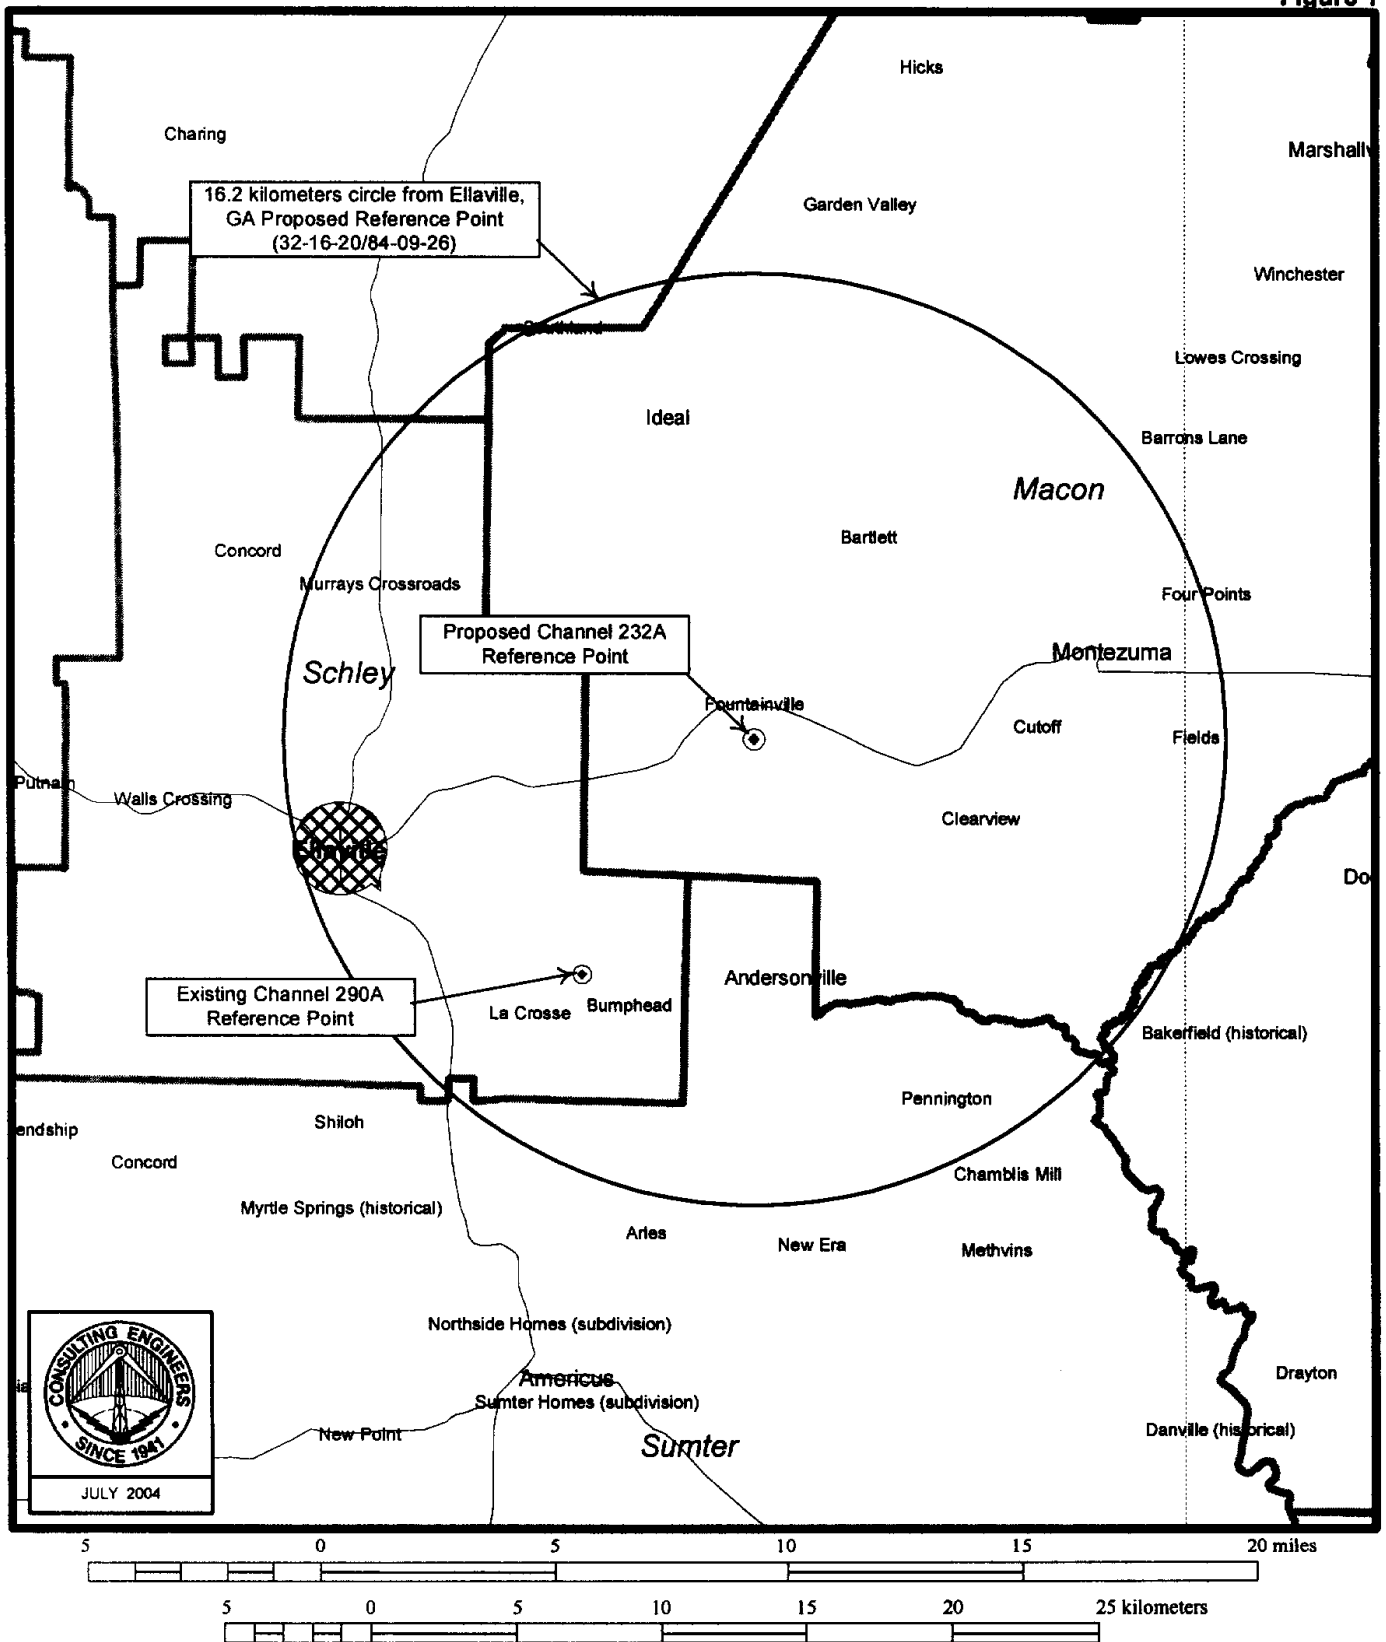 Hicks
Charing
16.2 kilometers circle from Ellaville,
GA Proposed Reference Point
(32-16-20/84-09-26)
Garden Valley
Winchester
Southland
Lowes Crossing
Ideal
Barrons Lane
Macon
Bartlett
Concord
Murrays Crossroads
Four Points
Proposed Channel 232A
Reference Point
Montezuma
Schley
Fountainville
Cutoff
Fields
Putnam
Walls Crossing
Clearview
Ellaville
Andersonville
Existing Channel 290A
Reference Point
La Crosse
Bumphead
Bakerfield (historical)
Pennington
Shiloh
endship
Concord
Chamblis Mill
Myrtle Springs (historical)
Arles
New Era
Methvins
Northside Homes (subdivision)
Americus
Sumter Homes (subdivision)
Drayton
New Point
Sumter
Danville (historical)
CONSULTING ENGINEERS
SINCE 1941
JULY 2004
5 0 5 10 15 20 miles
5 0 5 10 15 20 25 kilometers